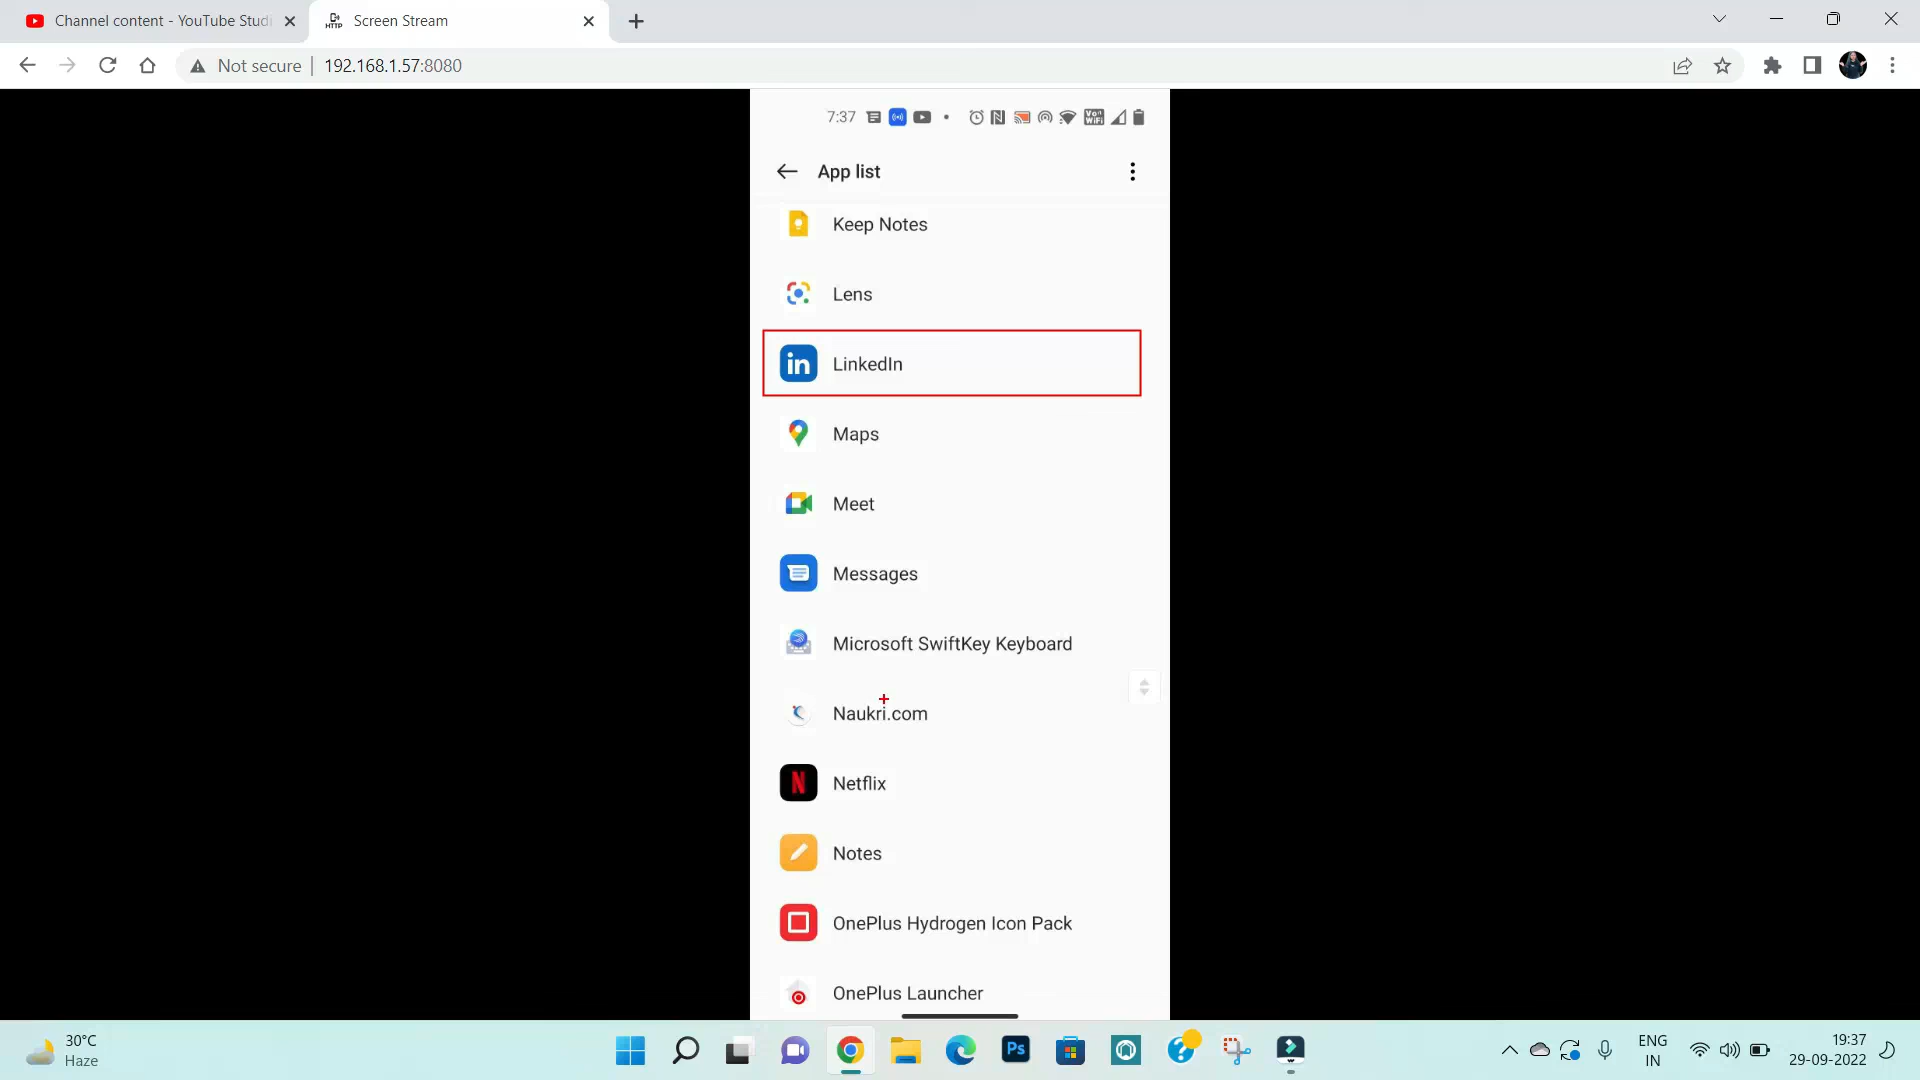 Channel content - YouTube Studi
Screen Stream
Not secure
192.168.1.57:8080
7:37
VoWiFi
App list
Keep Notes
Lens
LinkedIn
Maps
Meet
Messages
Microsoft SwiftKey Keyboard
Naukri.com
Netflix
Notes
OnePlus Hydrogen Icon Pack
OnePlus Launcher
30°C
Haze
Ps
ENG
IN
19:37
29-09-2022